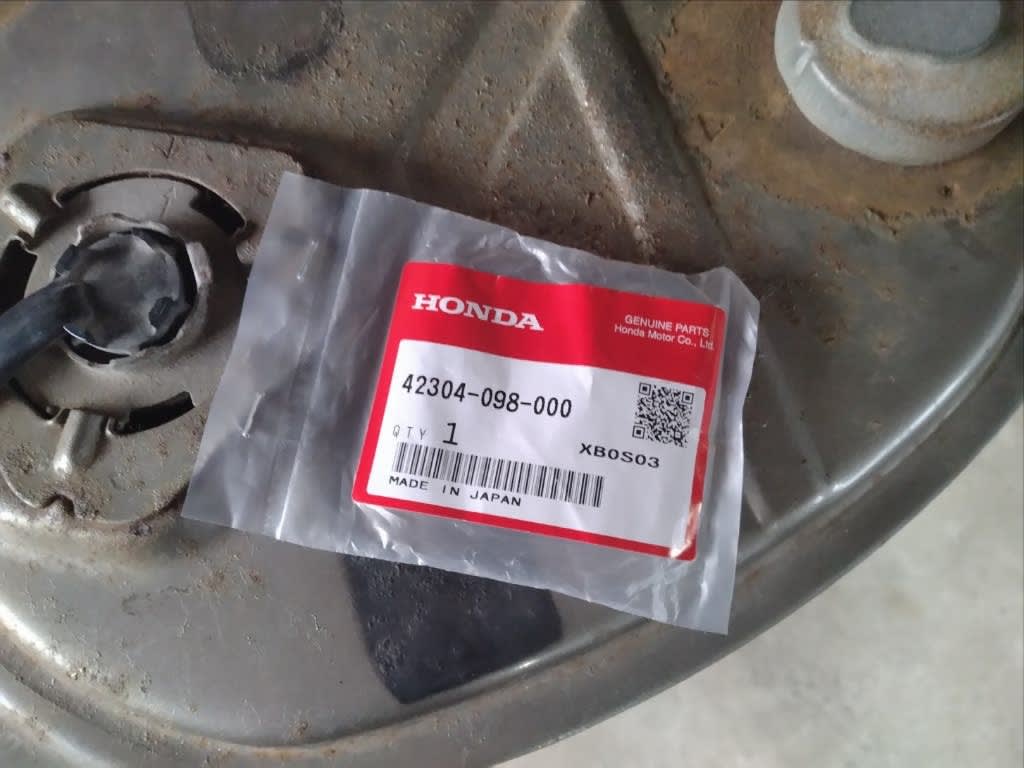 HONDA
GENUINE PARTS
Honda Motor Co., Ltd.
42304-098-000
QTY 1
XB0S03
MADE IN JAPAN